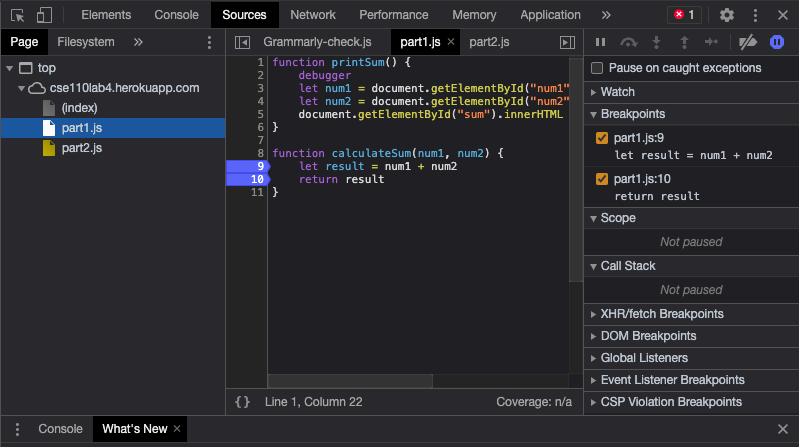 Elements Console Sources Network Performance Memory Application » 1
Page Filesystem »
top
cse110lab4.herokuapp.com
(index)
part1.js
part2.js
Grammarly-check.js part1.js × part2.js
1 function printSum() {
2 debugger
3 let num1 = document.getElementById("num1"
4 let num2 = document.getElementById("num2"
5 document.getElementById("sum").innerHTML
6 }
7
8 function calculateSum(num1, num2) {
9 let result = num1 + num2
10 return result
11 }
{} Line 1, Column 22 Coverage: n/a
Pause on caught exceptions
Watch
Breakpoints
part1.js:9
let result = num1 + num2
part1.js:10
return result
Scope
Not paused
Call Stack
Not paused
XHR/fetch Breakpoints
DOM Breakpoints
Global Listeners
Event Listener Breakpoints
CSP Violation Breakpoints
Console What's New ×